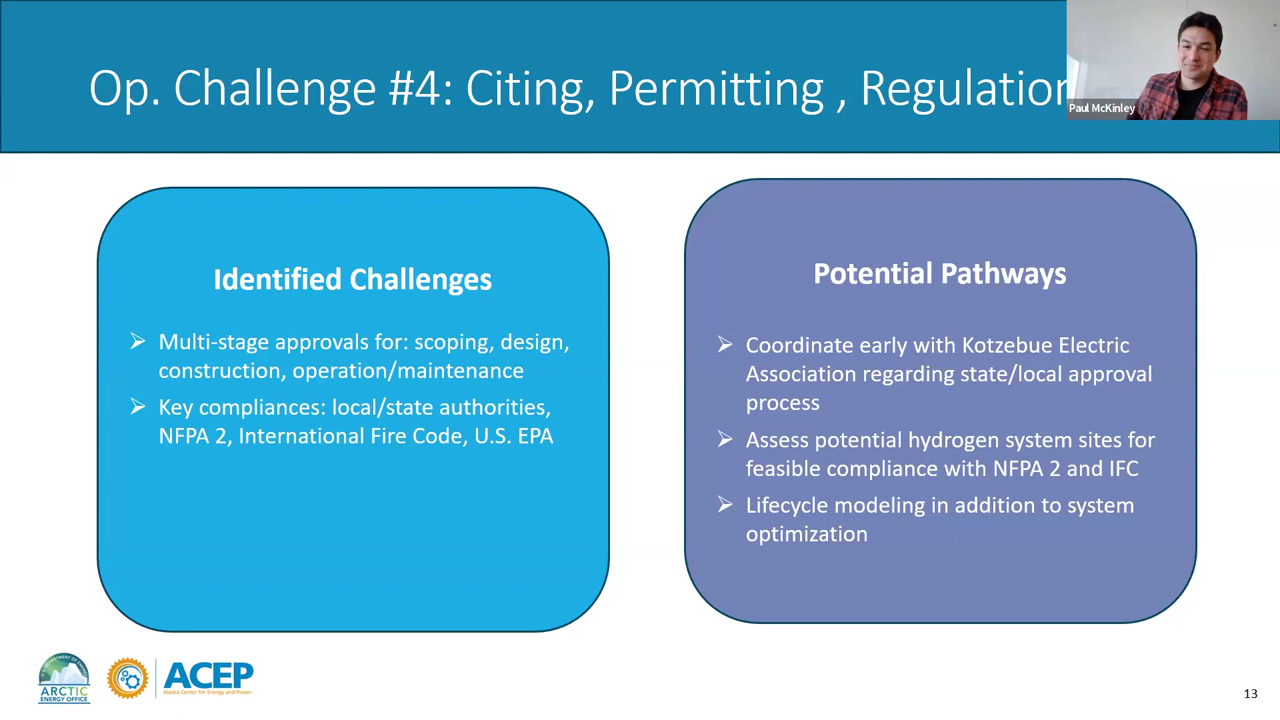 Op. Challenge #4: Citing, Permitting , Regulation
Paul McKinley
Identified Challenges
Multi-stage approvals for: scoping, design,
construction, operation/maintenance
Key compliances: local/state authorities,
NFPA 2, International Fire Code, U.S. EPA
Potential Pathways
Coordinate early with Kotzebue Electric
Association regarding state/local approval
process
Assess potential hydrogen system sites for
feasible compliance with NFPA 2 and IFC
Lifecycle modeling in addition to system
optimization
ARCTIC
ENERGY OFFICE
ACEP
Alaska Center for Energy and Power
13